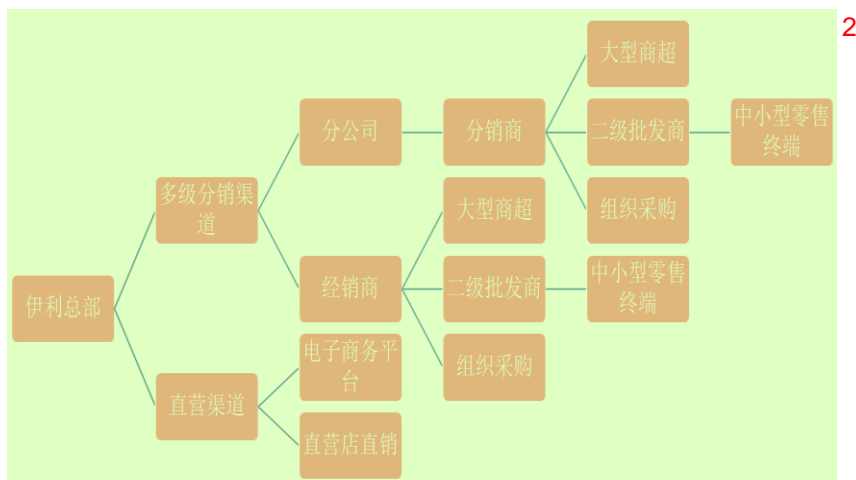 2
大型商超
分公司
分销商
二级批发商
中小型零售
终端
多级分销渠
道
大型商超
组织采购
伊利总部
经销商
二级批发商
中小型零售
终端
电子商务平
台
组织采购
直营渠道
直营店直销